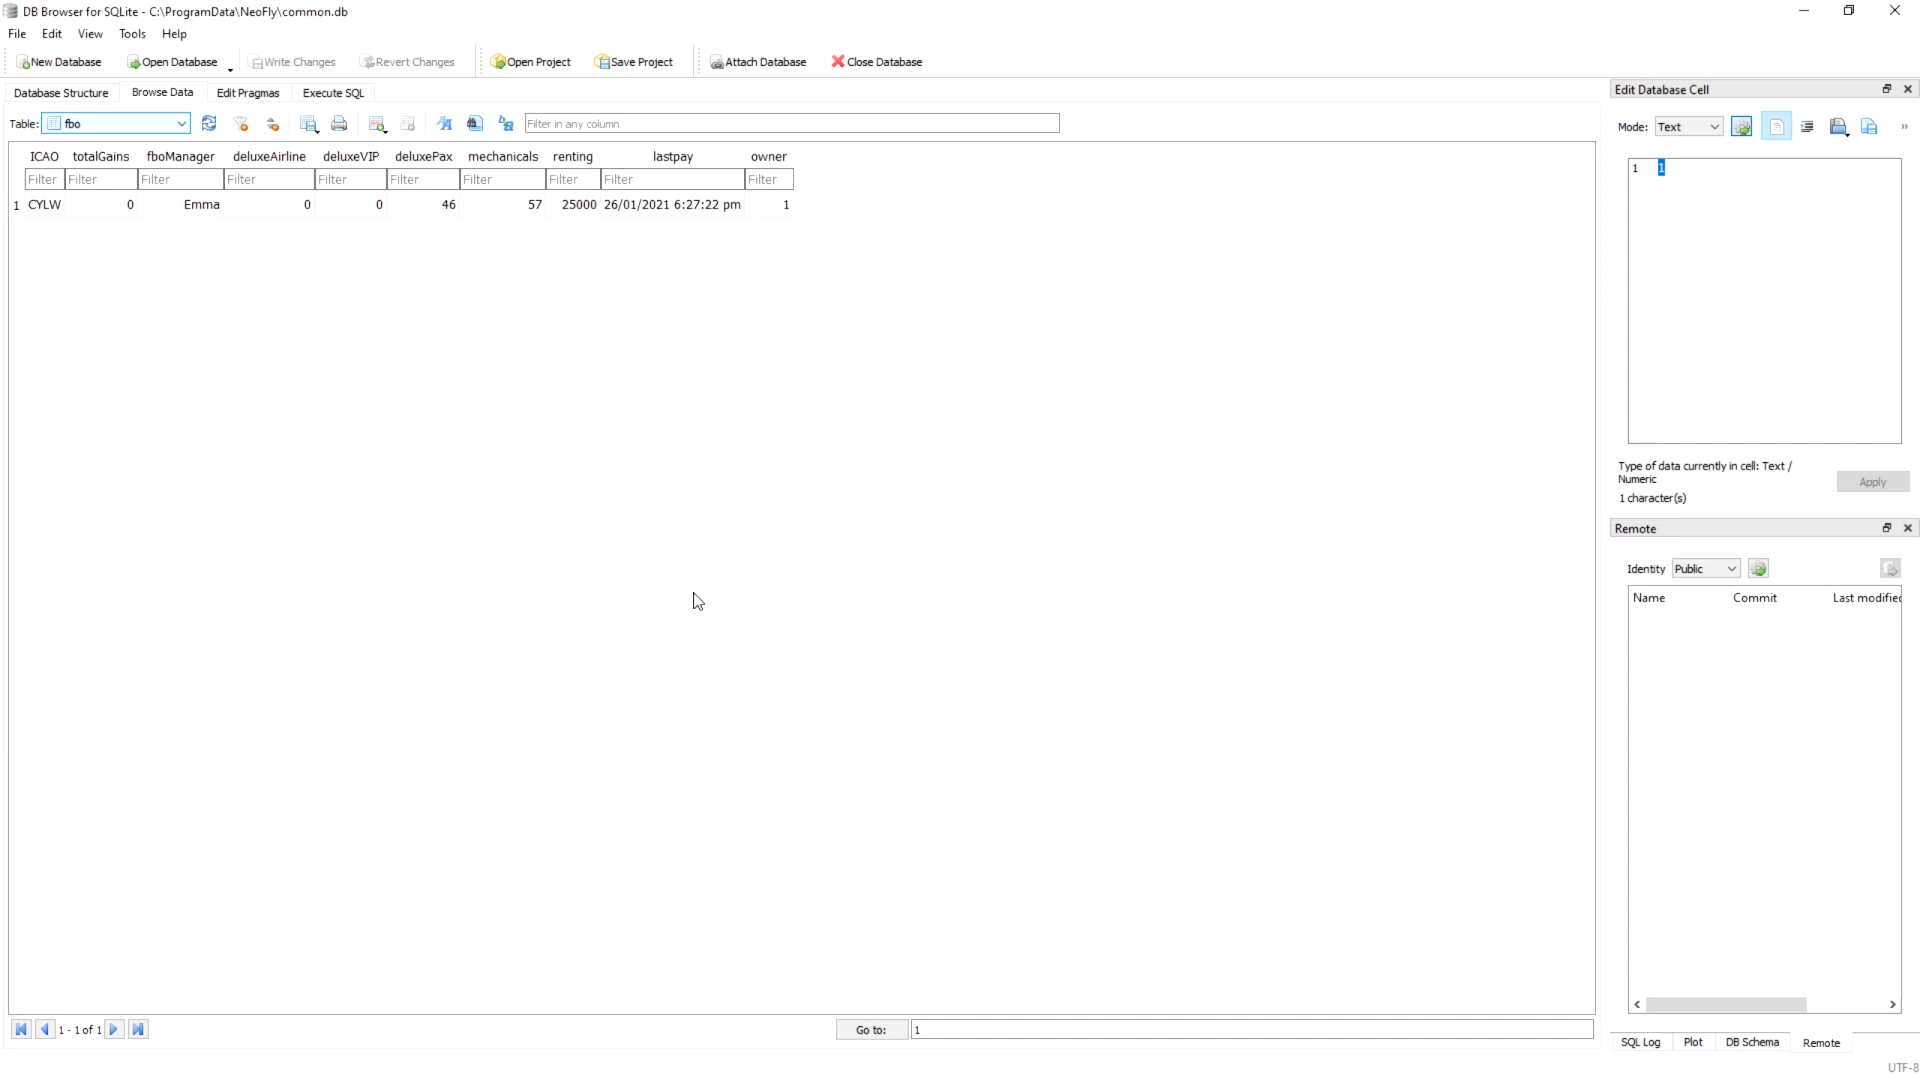 DB Browser for SQLite - C:\ProgramData\NeoFly\common.db
File Edit View Tools Help
New Database Open Database Write Changes Revert Changes Open Project Save Project Attach Database Close Database
Database Structure Browse Data Edit Pragmas Execute SQL
Table: fbo Filter in any column
ICAO totalGains fboManager deluxeAirline deluxeVIP deluxePax mechanicals renting lastpay owner
Filter Filter Filter Filter Filter Filter Filter Filter Filter Filter
1 CYLW 0 Emma 0 0 46 57 25000 26/01/2021 6:27:22 pm 1
1 - 1 of 1 Go to: 1
Edit Database Cell
Mode: Text
1 1
Type of data currently in cell: Text /
Numeric
Apply
1 character(s)
Remote
Identity Public
Name Commit Last modified
SQL Log Plot DB Schema Remote
UTF-8